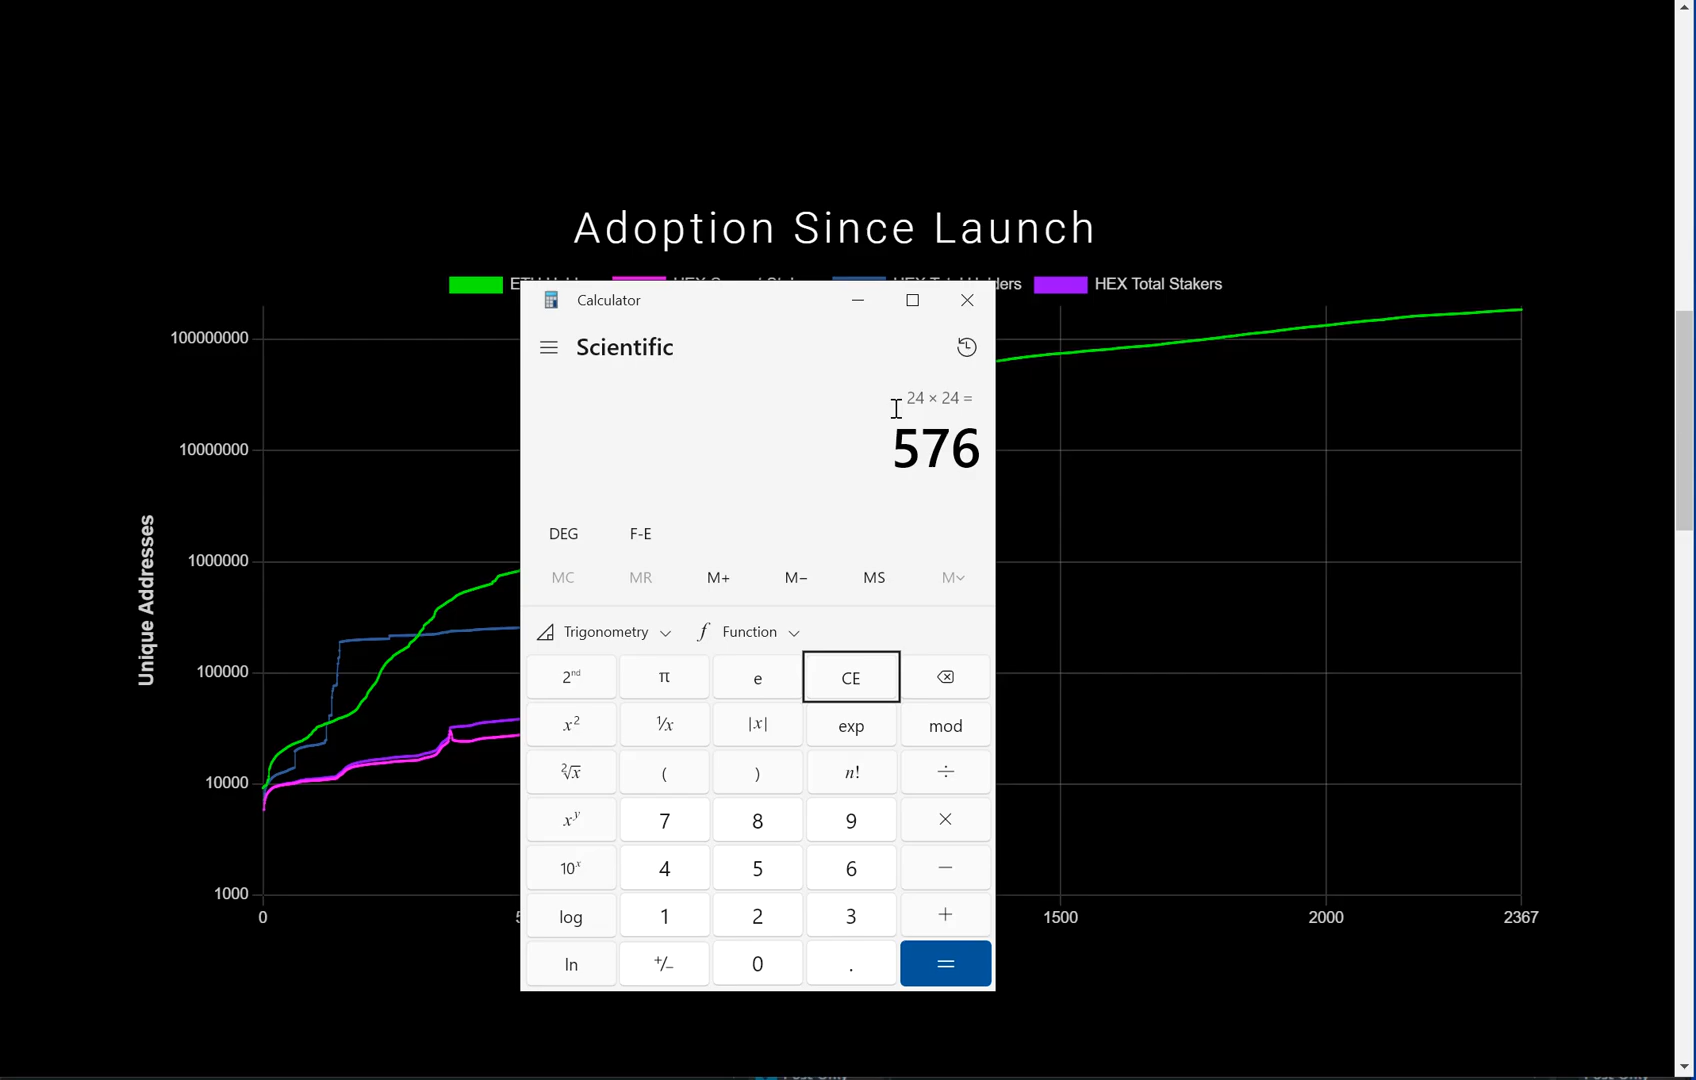 Adoption Since Launch
HEX Total Stakers
Calculator
Scientific
24 × 24 =
576
DEG F-E
MC MR M+ M− MS M
Trigonometry f Function
2nd π e CE
x² ⅟x |x| exp mod
²√x ( ) n! ÷
xʸ 7 8 9 ×
10ˣ 4 5 6 −
log 1 2 3 +
ln +/− 0 . =
Unique Addresses
100000000
10000000
1000000
100000
10000
1000
0 1500 2000 2367